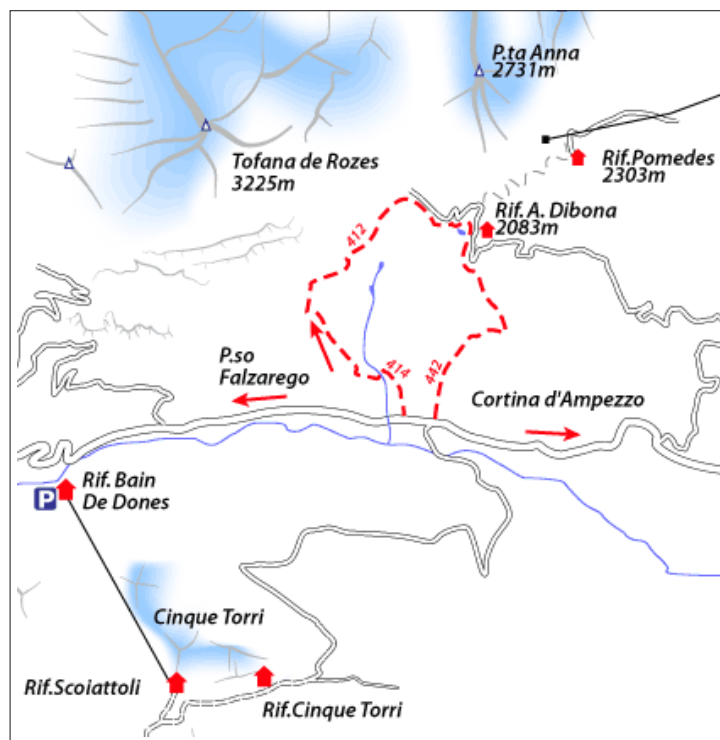 P.ta Anna
2731m
Tofana de Rozes
3225m
Rif.Pomedes
2303m
Rif. A. Dibona
2083m
412
P.so
Falzarego
414
442
Cortina d'Ampezzo
Rif. Bain
De Dones
P
Cinque Torri
Rif.Scoiattoli
Rif.Cinque Torri